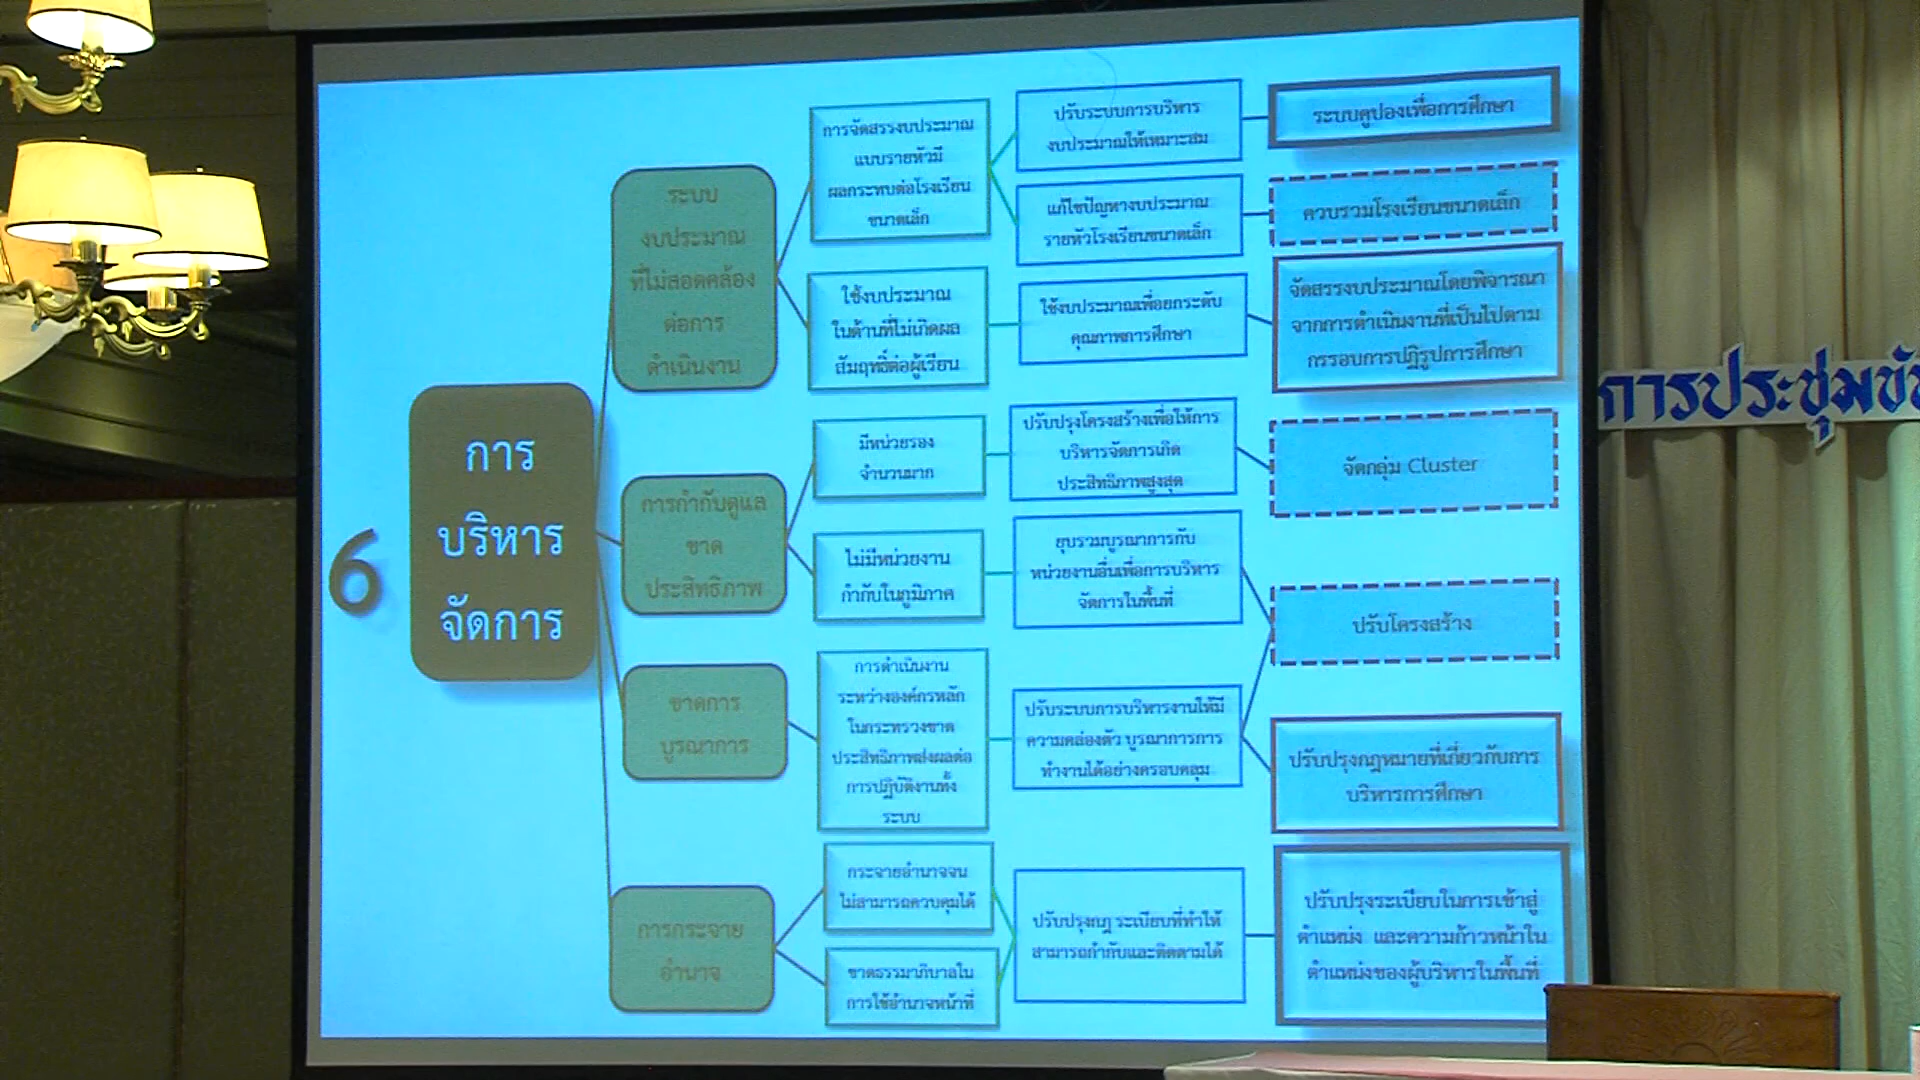 6
การ
บริหาร
จัดการ
ระบบ
งบประมาณ
ที่ไม่สอดคล้อง
ต่อการ
ดำเนินงาน
การจัดสรรงบประมาณ
แบบรายหัวมี
ผลกระทบต่อโรงเรียน
ขนาดเล็ก
ปรับระบบการบริหาร
งบประมาณให้เหมาะสม
ระบบคูปองเพื่อการศึกษา
แก้ไขปัญหางบประมาณ
รายหัวโรงเรียนขนาดเล็ก
ควบรวมโรงเรียนขนาดเล็ก
ใช้งบประมาณ
ในด้านที่ไม่เกิดผล
สัมฤทธิ์ต่อผู้เรียน
ใช้งบประมาณเพื่อยกระดับ
คุณภาพการศึกษา
จัดสรรงบประมาณโดยพิจารณา
จากการดำเนินงานที่เป็นไปตาม
กรรอบการปฏิรูปการศึกษา
การกำกับดูแล
ขาด
ประสิทธิภาพ
มีหน่วยรอง
จำนวนมาก
ปรับปรุงโครงสร้างเพื่อให้การ
บริหารจัดการเกิด
ประสิทธิภาพสูงสุด
จัดกลุ่ม Cluster
ไม่มีหน่วยงาน
กำกับในภูมิภาค
ยุบรวมบูรณาการกับ
หน่วยงานอื่นเพื่อการบริหาร
จัดการในพื้นที่
ปรับโครงสร้าง
ขาดการ
บูรณาการ
การดำเนินงาน
ระหว่างองค์กรหลัก
ในกระทรวงขาด
ประสิทธิภาพส่งผลต่อ
การปฏิบัติงานทั้ง
ระบบ
ปรับระบบการบริหารงานให้มี
ความคล่องตัว บูรณาการการ
ทำงานได้อย่างครอบคลุม
ปรับปรุงกฎหมายที่เกี่ยวกับการ
บริหารการศึกษา
การกระจาย
อำนาจ
กระจายอำนาจจน
ไม่สามารถควบคุมได้
ขาดธรรมาภิบาลใน
การใช้อำนาจหน้าที่
ปรับปรุงกฎ ระเบียบที่ทำให้
สามารถกำกับและติดตามได้
ปรับปรุงระเบียบในการเข้าสู่
ตำแหน่ง และความก้าวหน้าใน
ตำแหน่งของผู้บริหารในพื้นที่
การประชุม